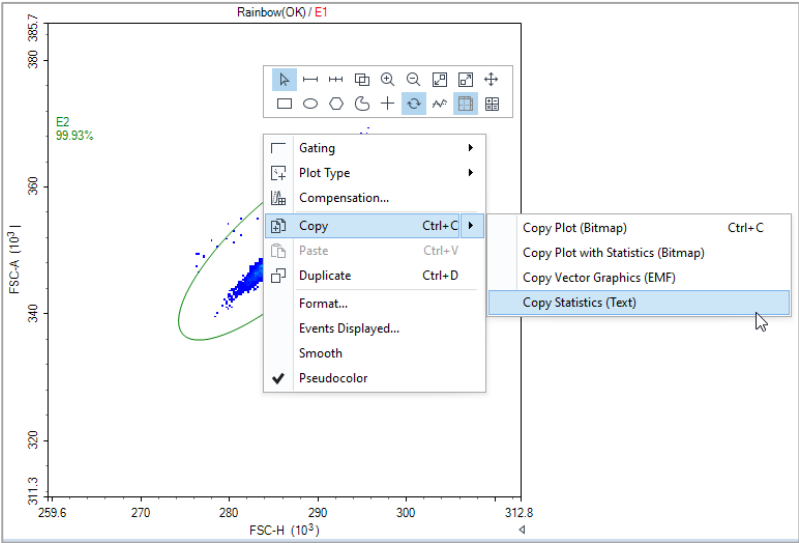 Rainbow(OK) / E1
385.7
380
E2
99.93%
360
FSC-A (10³)
340
320
311.3
259.6 270 280 290 300 312.8
FSC-H (10³)
Gating
Plot Type
Compensation...
Copy Ctrl+C
Paste Ctrl+V
Duplicate Ctrl+D
Format...
Events Displayed...
Smooth
Pseudocolor
Copy Plot (Bitmap) Ctrl+C
Copy Plot with Statistics (Bitmap)
Copy Vector Graphics (EMF)
Copy Statistics (Text)